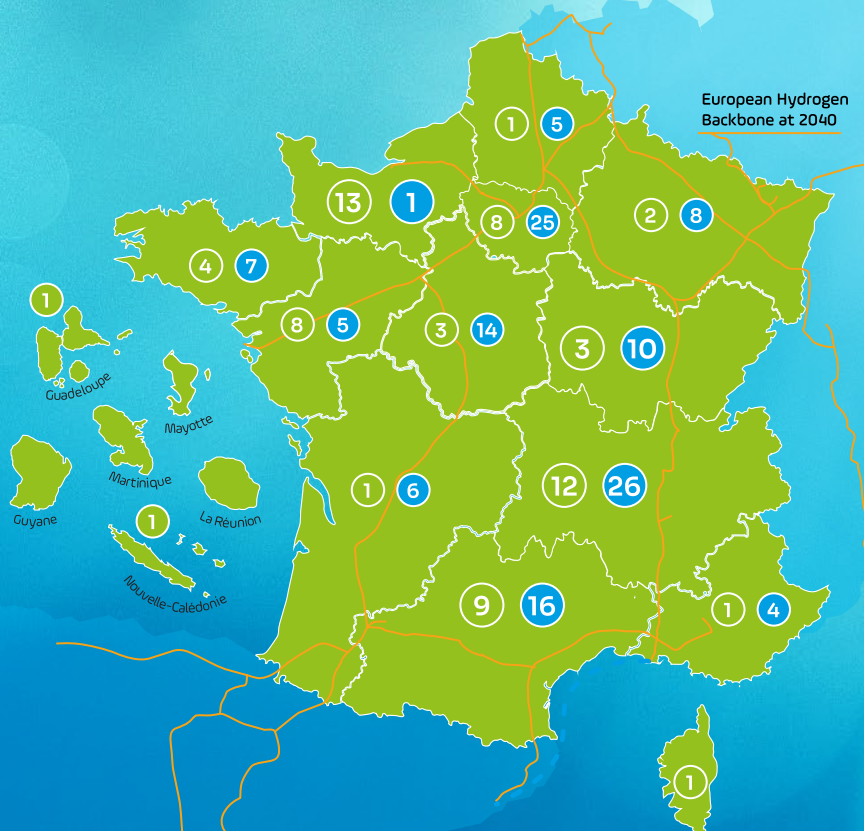 European Hydrogen
Backbone at 2040
1 5
13 1
8 25
2 8
4 7
8 5
3 14
3 10
1
Guadeloupe
Mayotte
Martinique
Guyane
La Réunion
1
Nouvelle-Calédonie
1 6
12 26
9 16
1 4
1